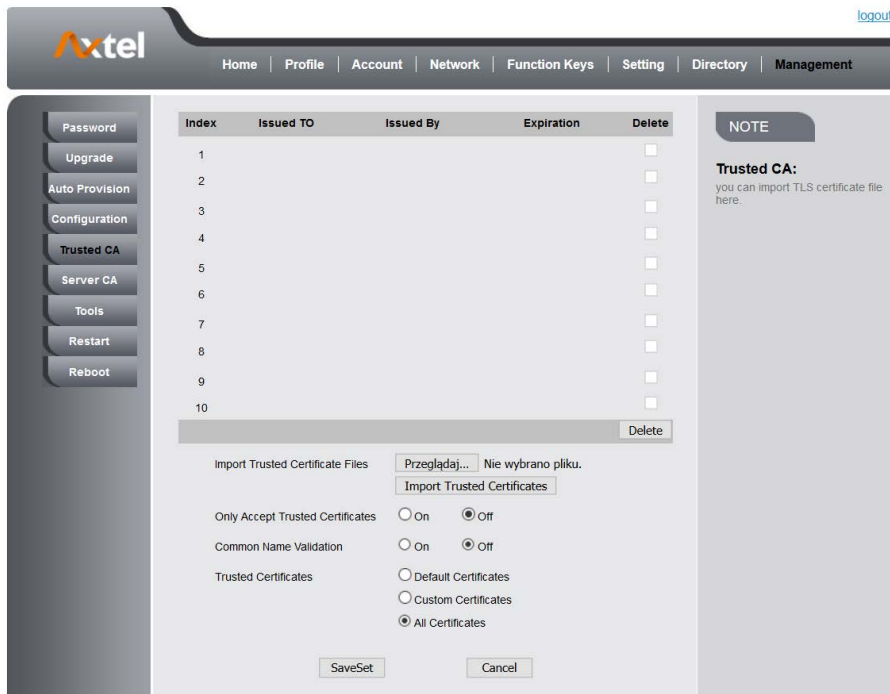 logout
Axtel
Home | Profile | Account | Network | Function Keys | Setting | Directory | Management
Password
Upgrade
Auto Provision
Configuration
Trusted CA
Server CA
Tools
Restart
Reboot
Index Issued TO Issued By Expiration Delete
1
2
3
4
5
6
7
8
9
10
Delete
Import Trusted Certificate Files Przeglądaj... Nie wybrano pliku.
Import Trusted Certificates
Only Accept Trusted Certificates On Off
Common Name Validation On Off
Trusted Certificates Default Certificates
Custom Certificates
All Certificates
SaveSet Cancel
NOTE
Trusted CA:
you can import TLS certificate file
here.